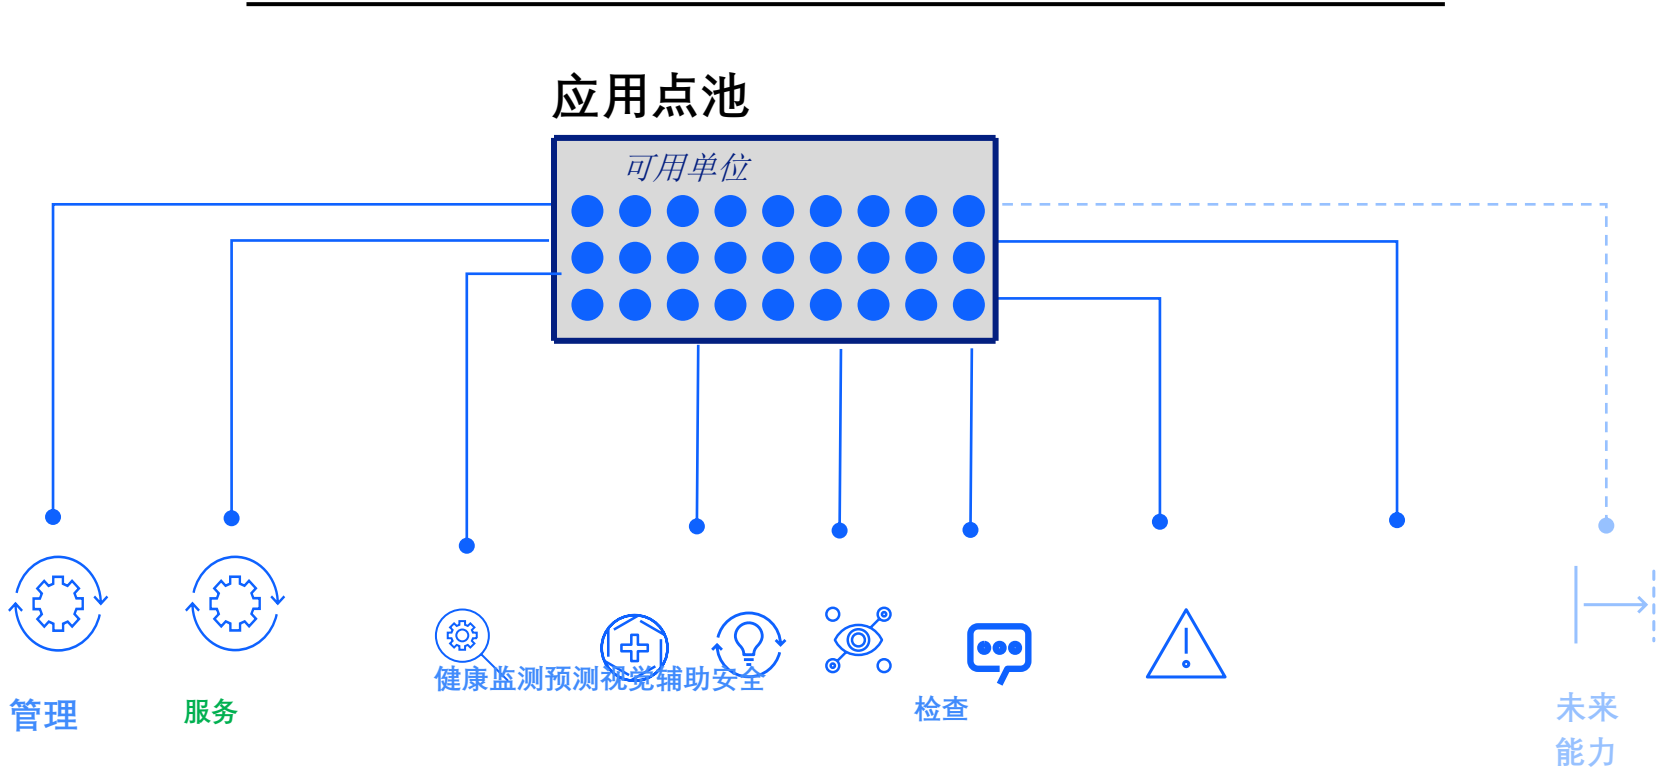 应用点池
可用单位
健康监测预测视觉辅助安全
管理
服务
检查
未来
能力